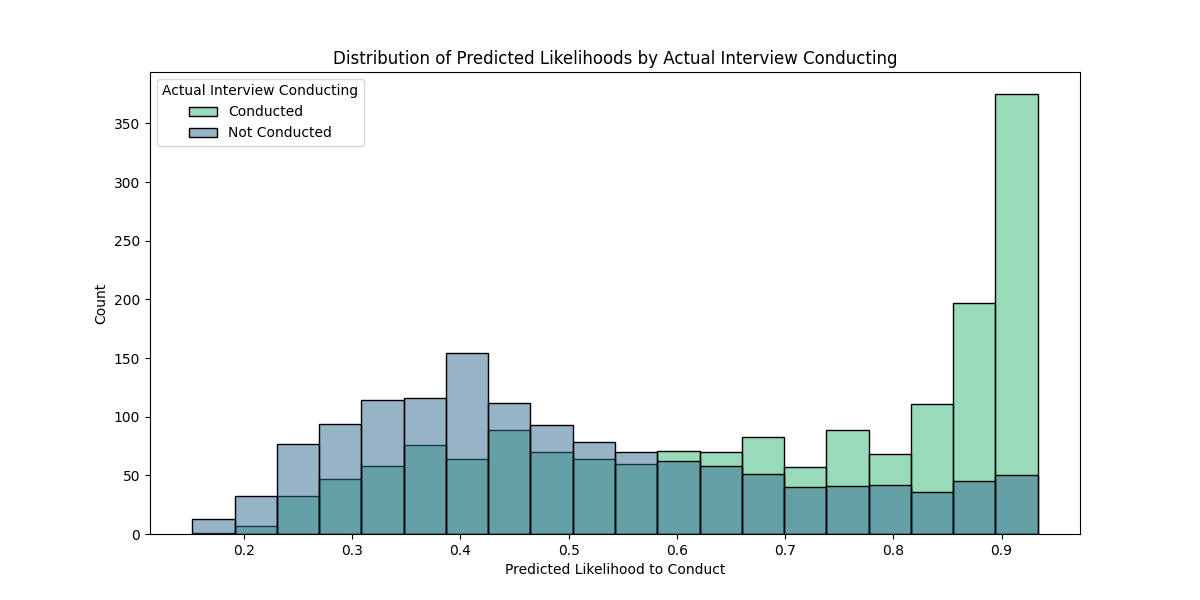 Distribution of Predicted Likelihoods by Actual Interview Conducting
Actual Interview Conducting
Conducted
Not Conducted
350
300
250
200
150
100
50
0
Count
0.2 0.3 0.4 0.5 0.6 0.7 0.8 0.9
Predicted Likelihood to Conduct